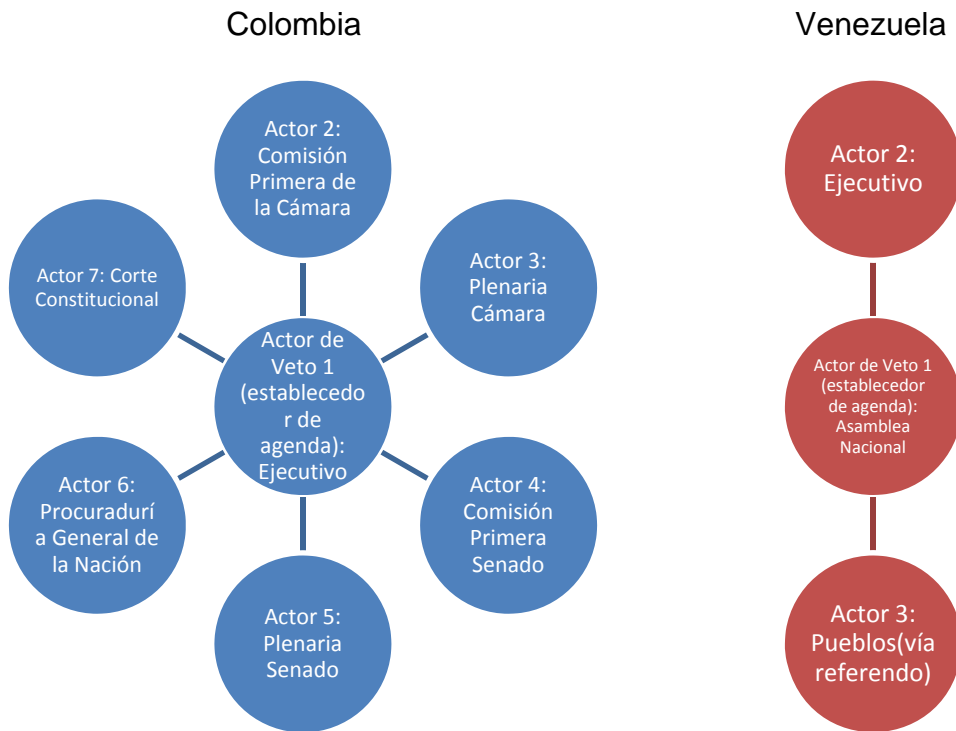 Colombia
Actor 2:
Comisión
Primera de
la Cámara
Actor 3:
Plenaria
Cámara
Actor 7: Corte
Constitucional
Actor de
Veto 1
(establecedo
r de
agenda):
Ejecutivo
Actor 6:
Procuradurí
a General de
la Nación
Actor 4:
Comisión
Primera
Senado
Actor 5:
Plenaria
Senado
Venezuela
Actor 2:
Ejecutivo
Actor de Veto 1
(establecedor
de agenda):
Asamblea
Nacional
Actor 3:
Pueblos(vía
referendo)